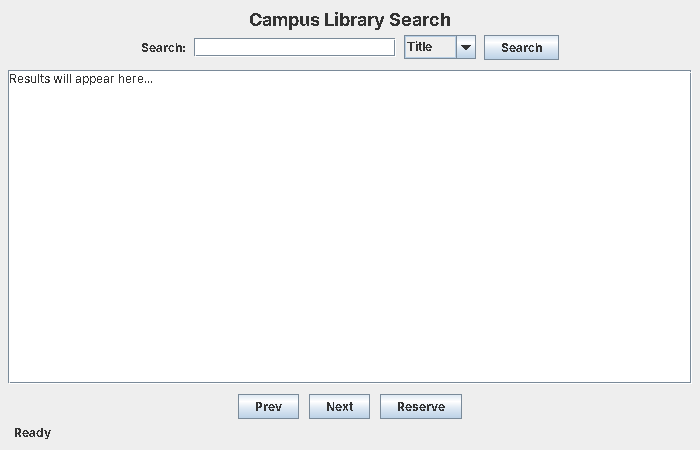 Campus Library Search
Search: Title Search
Results will appear here...
Prev Next Reserve
Ready